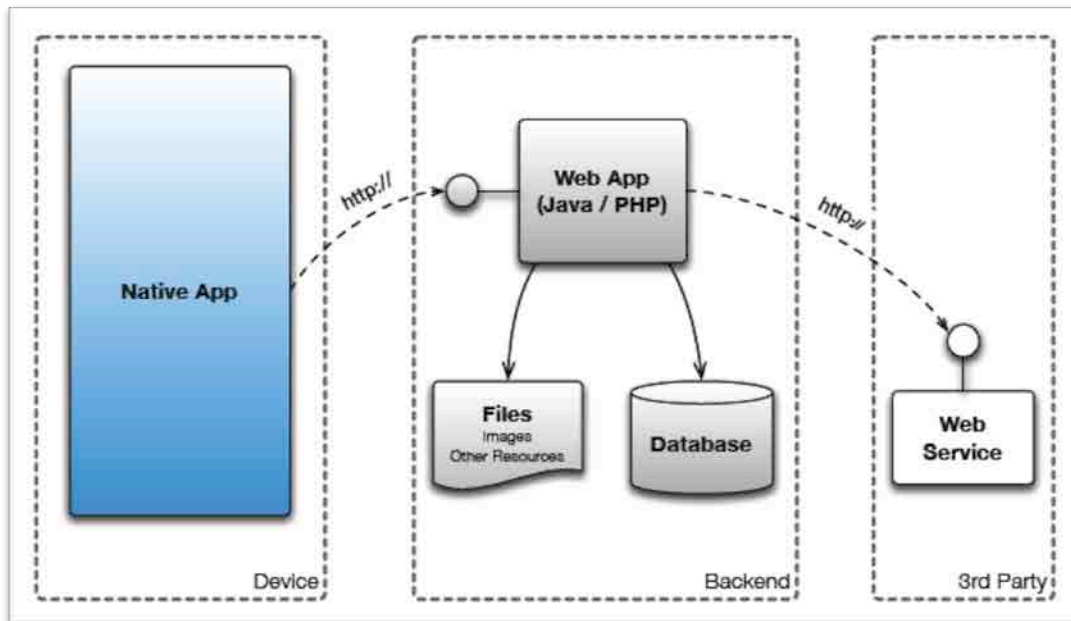 Native App
Device
http://
Web App
(Java / PHP)
Files
Images
Other Resources
Database
Backend
http://
Web
Service
3rd Party